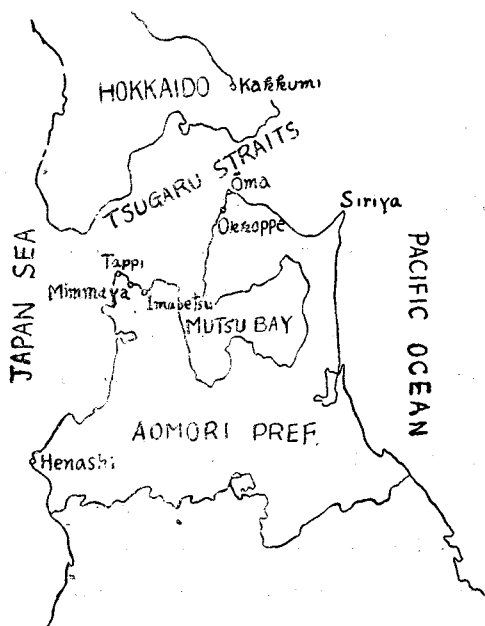 HOKKAIDO
Kakkumi
TSUGARU STRAITS
Ōma
Siriya
Okoppe
JAPAN SEA
Tappi
Mimmaya
Imabetsu
MUTSU BAY
PACIFIC OCEAN
AOMORI PREF.
Henashi